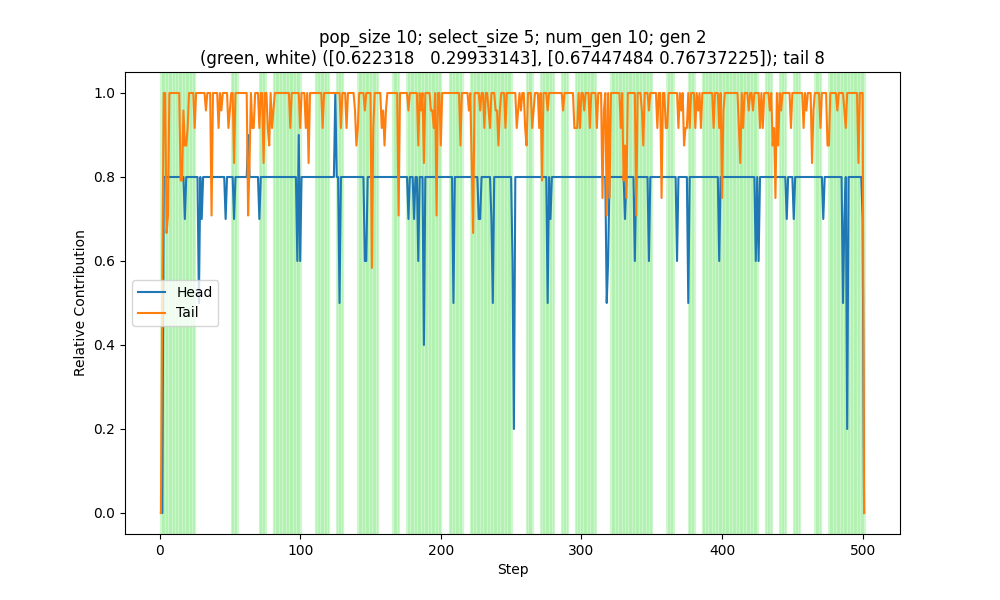 pop_size 10; select_size 5; num_gen 10; gen 2
(green, white) ([0.622318   0.29933143], [0.67447484 0.76737225]); tail 8
1.0
0.8
0.6
0.4
0.2
0.0
Relative Contribution
Head
Tail
0
100
200
300
400
500
Step